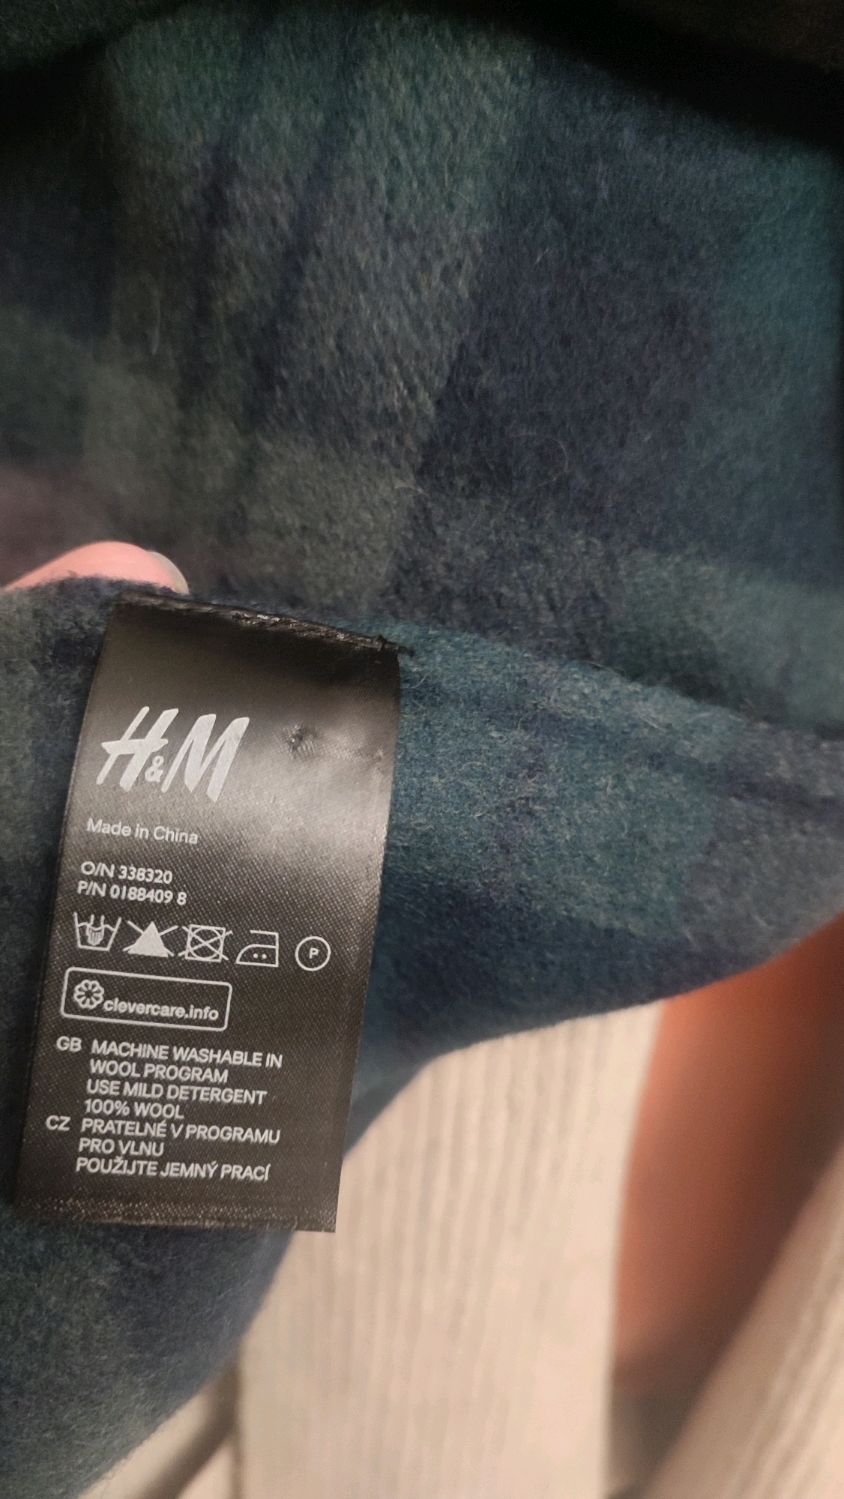 H&M
Made in China
O/N 338320
P/N 0188409 8
P
clevercare.info
GB MACHINE WASHABLE IN
WOOL PROGRAM
USE MILD DETERGENT
100% WOOL
CZ PRATELNÉ V PROGRAMU
PRO VLNU
POUŽIJTE JEMNÝ PRACÍ